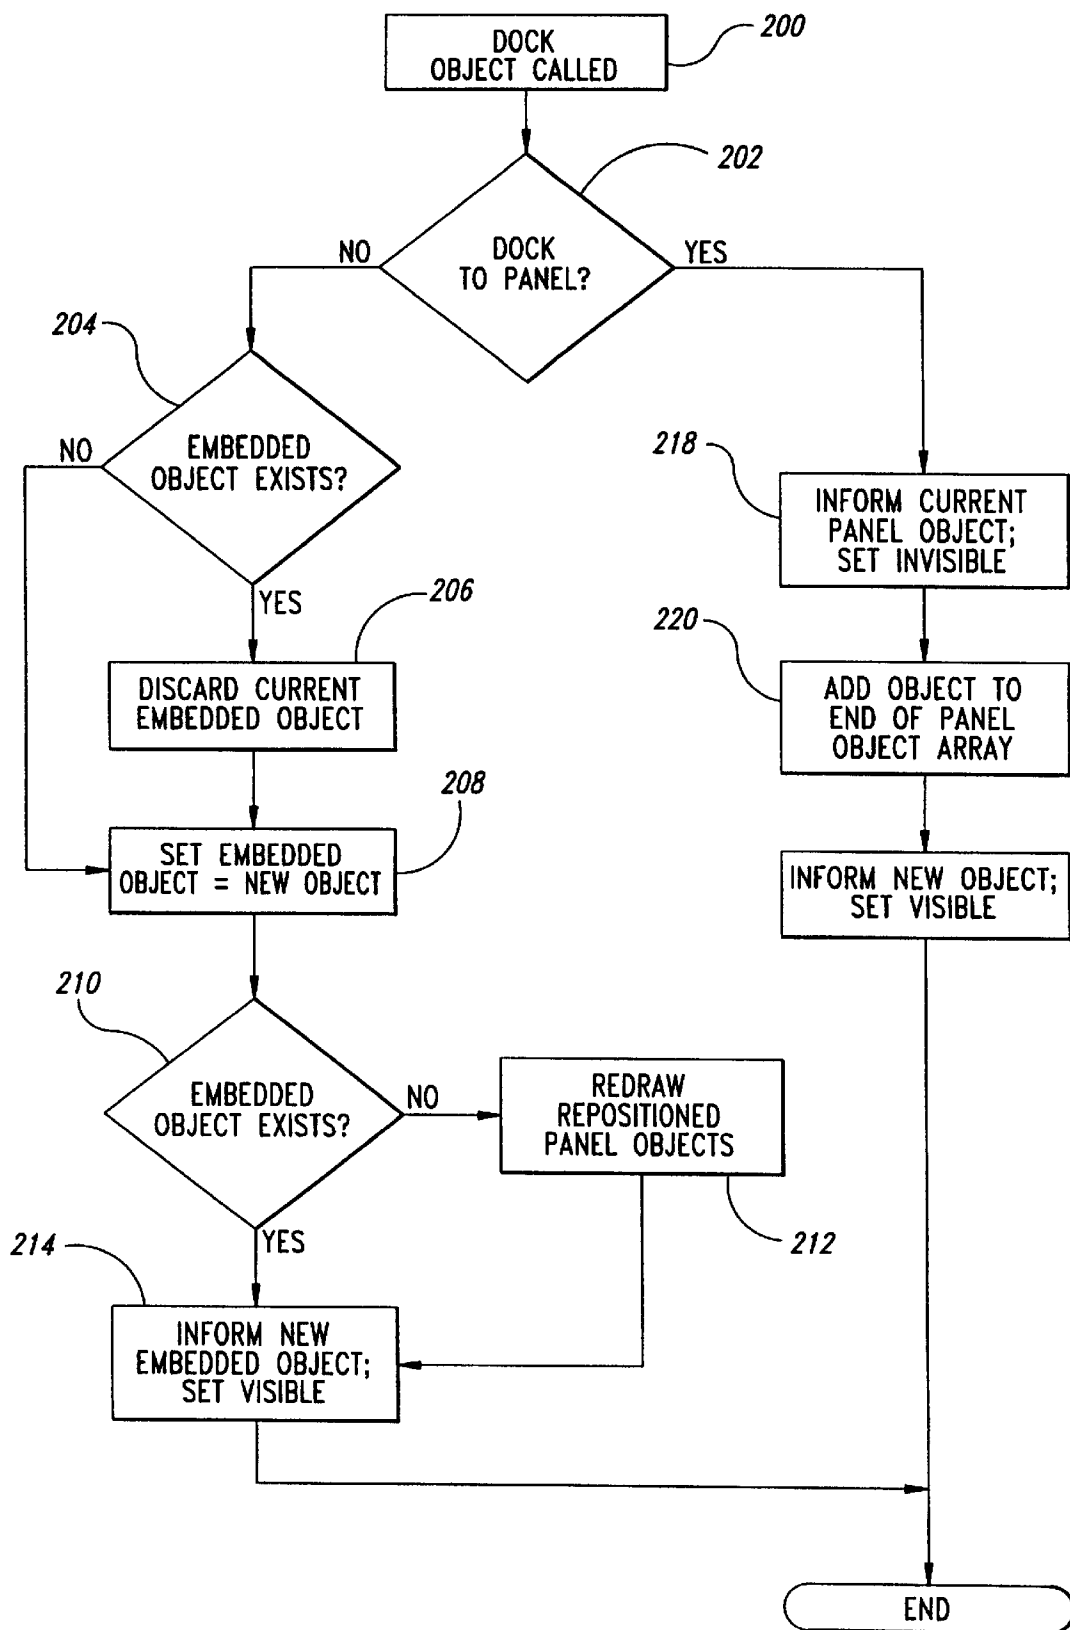 DOCK
OBJECT CALLED
200
202
DOCK
TO PANEL?
NO
YES
204
EMBEDDED
OBJECT EXISTS?
NO
YES
206
DISCARD CURRENT
EMBEDDED OBJECT
208
SET EMBEDDED
OBJECT = NEW OBJECT
210
EMBEDDED
OBJECT EXISTS?
NO
REDRAW
REPOSITIONED
PANEL OBJECTS
212
YES
214
INFORM NEW
EMBEDDED OBJECT;
SET VISIBLE
218
INFORM CURRENT
PANEL OBJECT;
SET INVISIBLE
220
ADD OBJECT TO
END OF PANEL
OBJECT ARRAY
INFORM NEW OBJECT;
SET VISIBLE
END